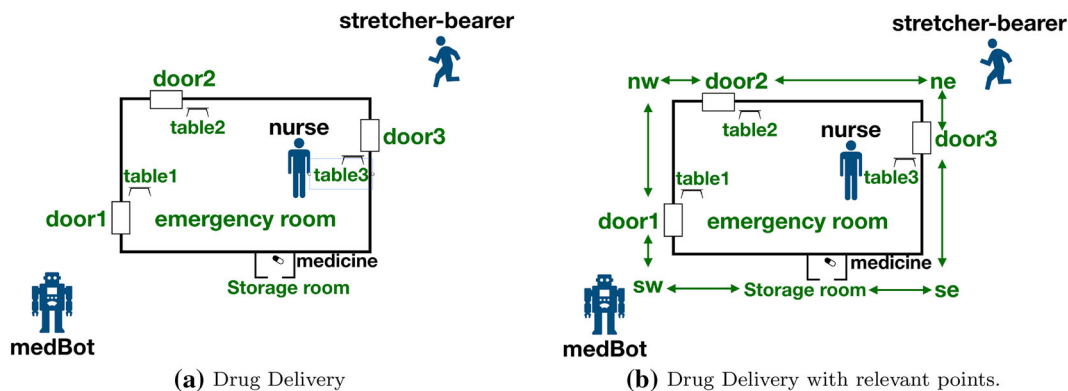 stretcher-bearer
door2
table2
nurse
door3
table3
table1
door1
emergency room
medicine
Storage room
medBot
(a) Drug Delivery
stretcher-bearer
nw
door2
ne
table2
nurse
door3
table3
table1
door1
emergency room
medicine
sw
Storage room
se
medBot
(b) Drug Delivery with relevant points.